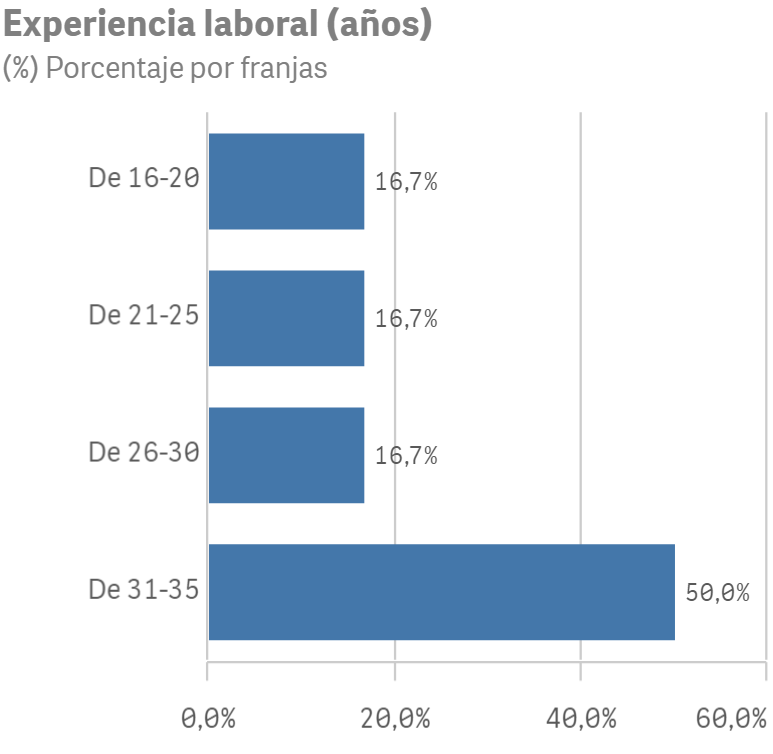 Experiencia laboral (años)
(%) Porcentaje por franjas
De 16-20 16,7%
De 21-25 16,7%
De 26-30 16,7%
De 31-35 50,0%
0,0% 20,0% 40,0% 60,0%